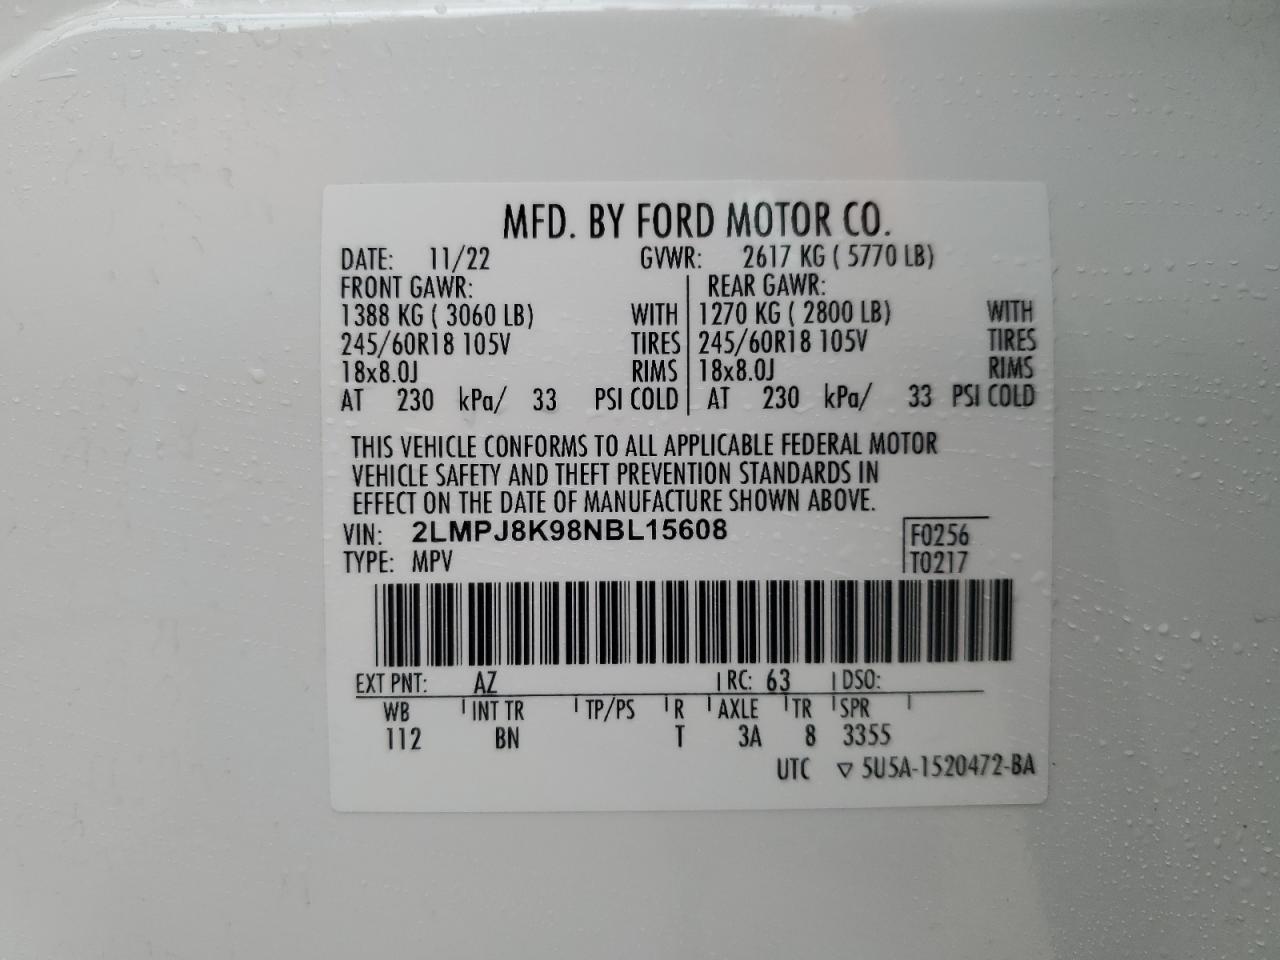 MFD. BY FORD MOTOR CO.
DATE: 11/22 GVWR: 2617 KG ( 5770 LB)
FRONT GAWR: REAR GAWR:
1388 KG ( 3060 LB) WITH 1270 KG ( 2800 LB) WITH
245/60R18 105V TIRES 245/60R18 105V TIRES
18x8.0J RIMS 18x8.0J RIMS
AT 230 kPa/ 33 PSI COLD AT 230 kPa/ 33 PSI COLD
THIS VEHICLE CONFORMS TO ALL APPLICABLE FEDERAL MOTOR
VEHICLE SAFETY AND THEFT PREVENTION STANDARDS IN
EFFECT ON THE DATE OF MANUFACTURE SHOWN ABOVE.
VIN: 2LMPJ8K98NBL15608 F0256
TYPE: MPV T0217
EXT PNT: AZ RC: 63 DSO:
WB INT TR TP/PS R AXLE TR SPR
112 BN T 3A 8 3355
UTC ▽ 5U5A-1520472-BA